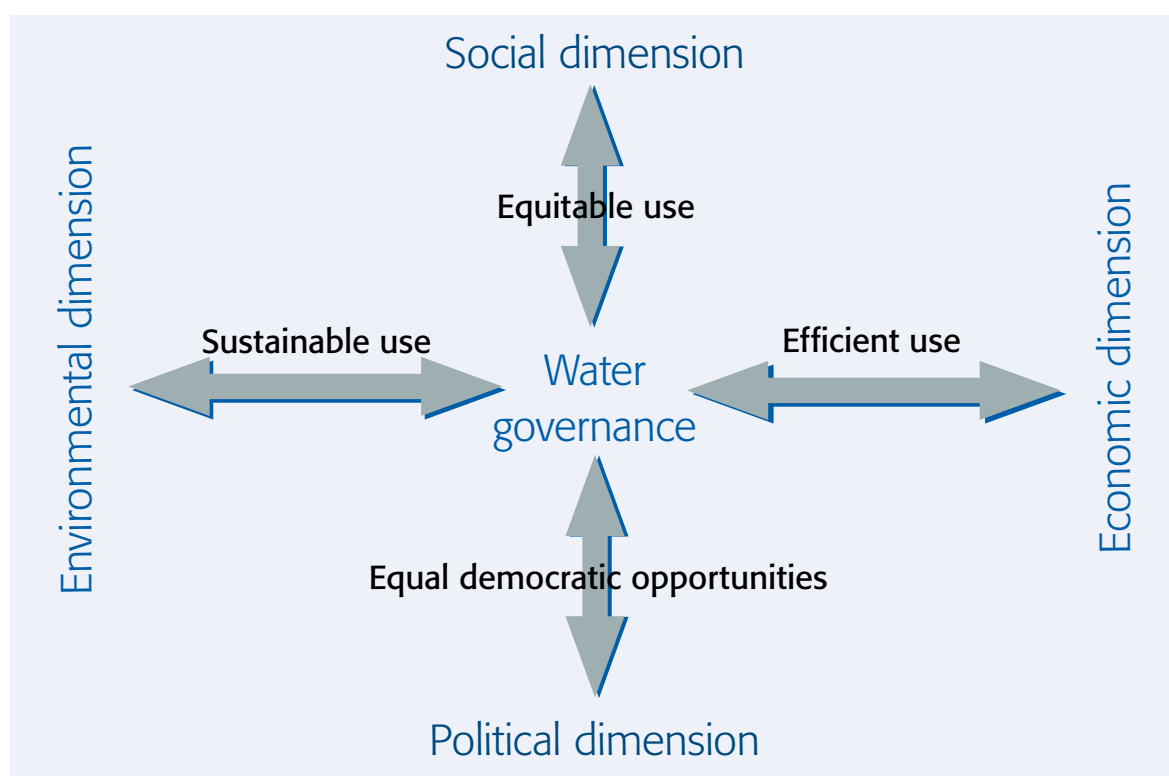 Social dimension
Equitable use
Environmental dimension
Sustainable use
Water
governance
Efficient use
Economic dimension
Equal democratic opportunities
Political dimension